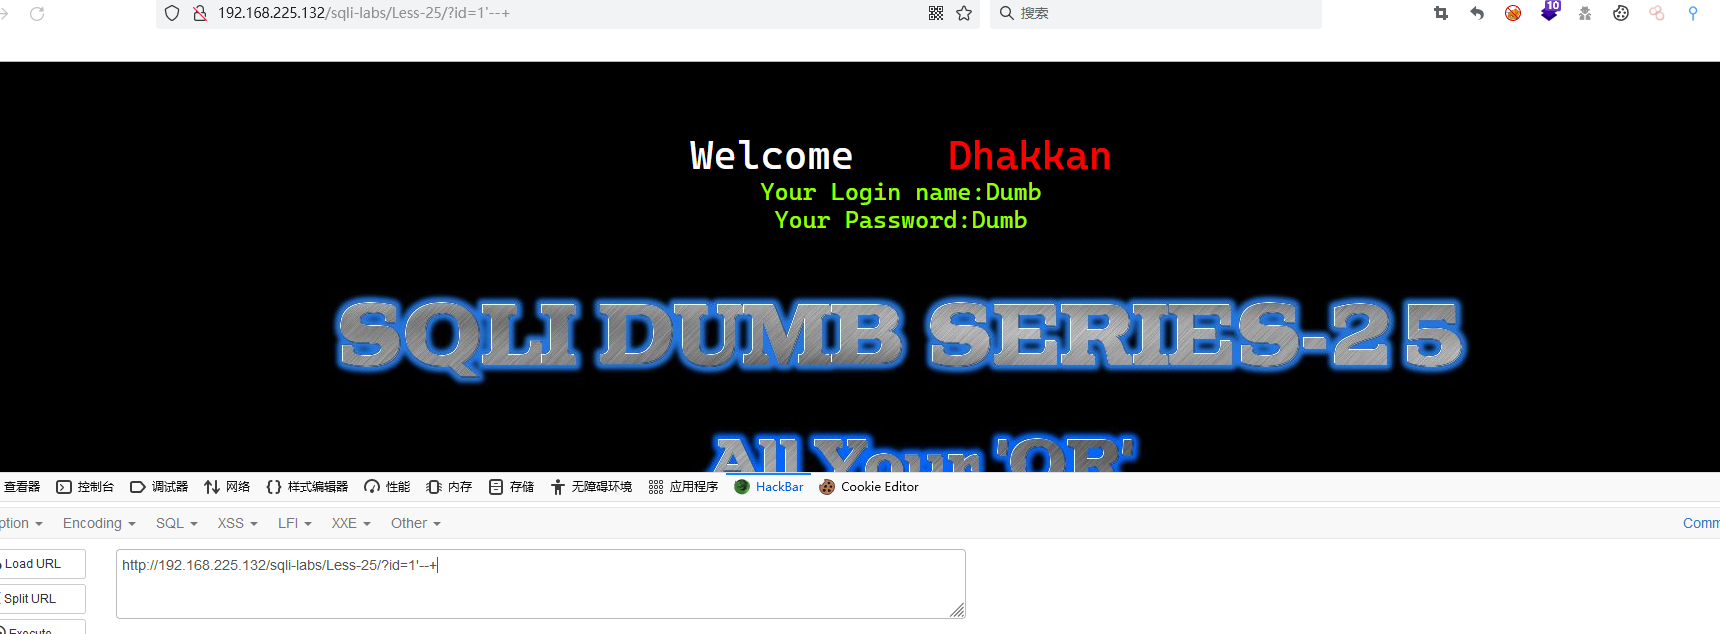 192.168.225.132/sqli-labs/Less-25/?id=1'--+
搜索
10
Welcome Dhakkan
Your Login name:Dumb
Your Password:Dumb
SQLI DUMB SERIES-25
All Your 'OR'
查看器 控制台 调试器 网络 样式编辑器 性能 内存 存储 无障碍环境 应用程序 HackBar Cookie Editor
ption Encoding SQL XSS LFI XXE Other Comm
Load URL
http://192.168.225.132/sqli-labs/Less-25/?id=1'--+
Split URL
Execute